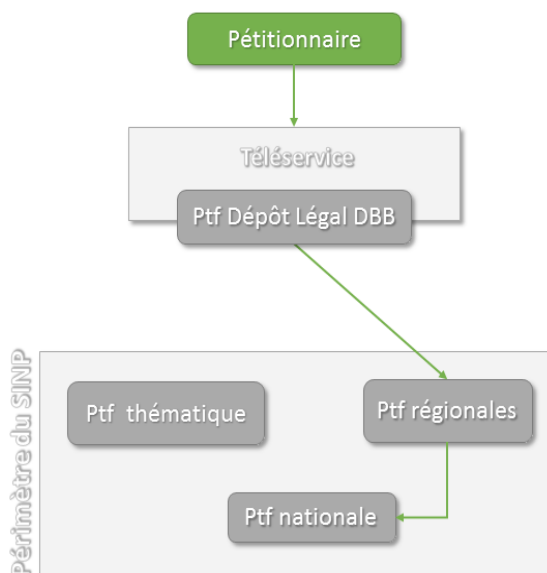 Pétitionnaire
Téléservice
Ptf Dépôt Légal DBB
Périmètre du SINP
Ptf thématique
Ptf régionales
Ptf nationale